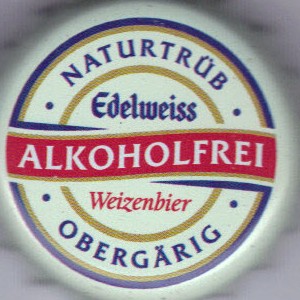 NATURTRÜB
Edelweiss
ALKOHOLFREI
Weizenbier
OBERGÄRIG